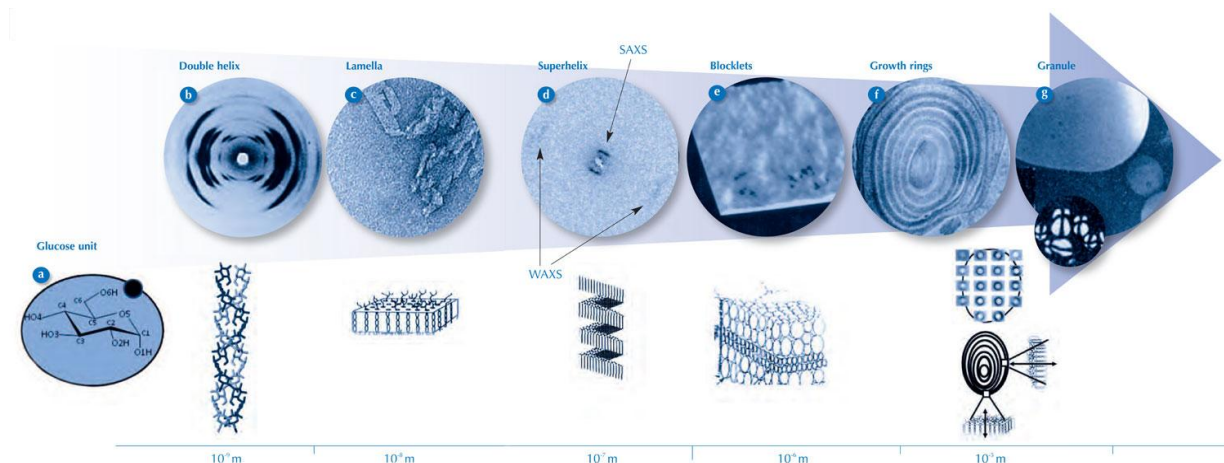 SAXS
Double helix
Lamella
Superhelix
Blocklets
Growth rings
Granule
b
c
d
e
f
g
Glucose unit
a
WAXS
C6
O6H
C4
HO4
C5
O5
C2
C1
HO3
C3
O2H
O1H
10⁻⁹ m
10⁻⁸ m
10⁻⁷ m
10⁻⁶ m
10⁻⁵ m